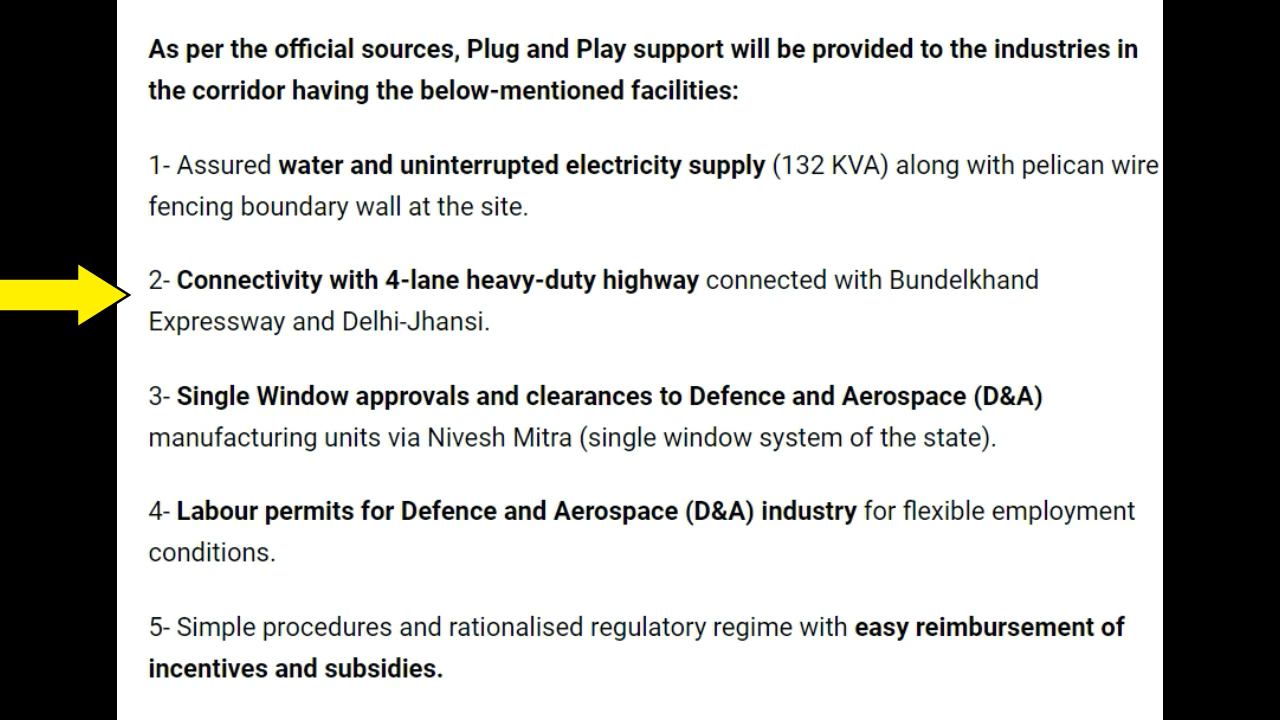 As per the official sources, Plug and Play support will be provided to the industries in
the corridor having the below-mentioned facilities:
1- Assured water and uninterrupted electricity supply (132 KVA) along with pelican wire
fencing boundary wall at the site.
2- Connectivity with 4-lane heavy-duty highway connected with Bundelkhand
Expressway and Delhi-Jhansi.
3- Single Window approvals and clearances to Defence and Aerospace (D&A)
manufacturing units via Nivesh Mitra (single window system of the state).
4- Labour permits for Defence and Aerospace (D&A) industry for flexible employment
conditions.
5- Simple procedures and rationalised regulatory regime with easy reimbursement of
incentives and subsidies.